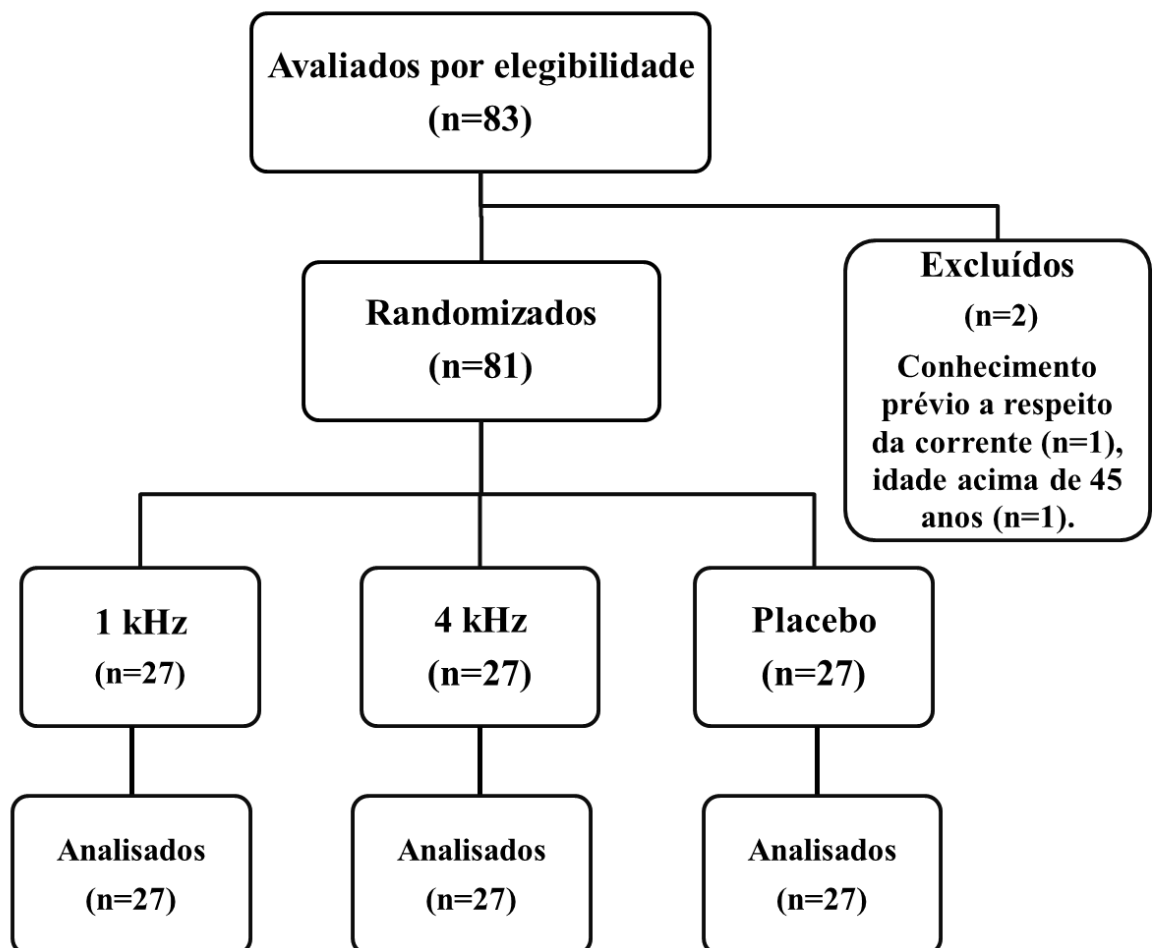 Avaliados por elegibilidade
(n=83)
Excluídos
(n=2)
Conhecimento
prévio a respeito
da corrente (n=1),
idade acima de 45
anos (n=1).
Randomizados
(n=81)
1 kHz
(n=27)
4 kHz
(n=27)
Placebo
(n=27)
Analisados
(n=27)
Analisados
(n=27)
Analisados
(n=27)